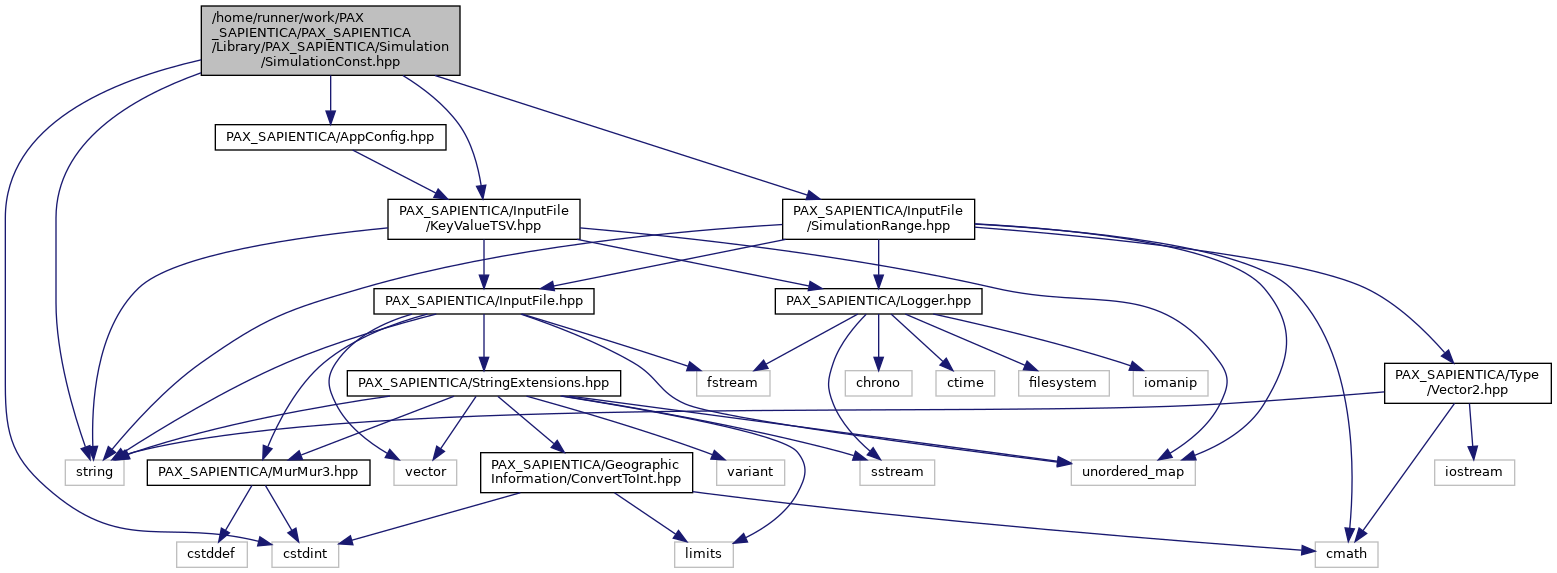 /home/runner/work/PAX
_SAPIENTICA/PAX_SAPIENTICA
/Library/PAX_SAPIENTICA/Simulation
/SimulationConst.hpp
PAX_SAPIENTICA/AppConfig.hpp
PAX_SAPIENTICA/InputFile
/KeyValueTSV.hpp
PAX_SAPIENTICA/InputFile
/SimulationRange.hpp
PAX_SAPIENTICA/InputFile.hpp
PAX_SAPIENTICA/Logger.hpp
PAX_SAPIENTICA/StringExtensions.hpp
fstream
chrono
ctime
filesystem
iomanip
PAX_SAPIENTICA/Type
/Vector2.hpp
string
PAX_SAPIENTICA/MurMur3.hpp
vector
PAX_SAPIENTICA/Geographic
Information/ConvertToInt.hpp
variant
sstream
unordered_map
iostream
cstddef
cstdint
limits
cmath